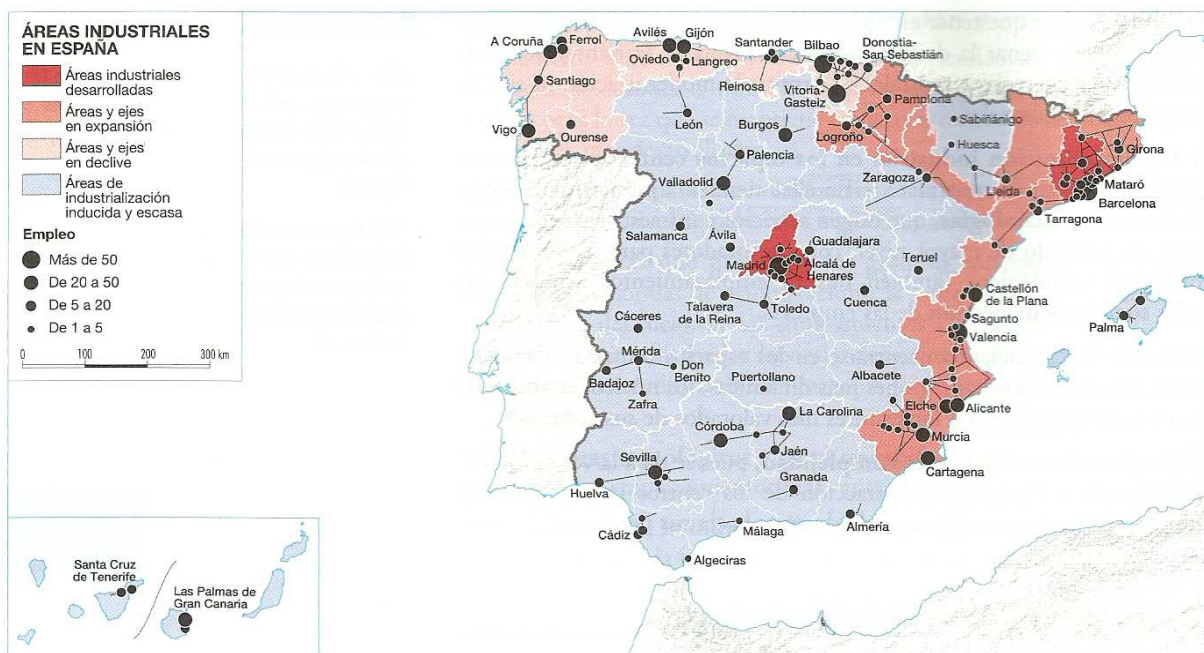 ÁREAS INDUSTRIALES
EN ESPAÑA
Áreas industriales
desarrolladas
Áreas y ejes
en expansión
Áreas y ejes
en declive
Áreas de
industrialización
inducida y escasa
Empleo
Más de 50
De 20 a 50
De 5 a 20
De 1 a 5
0 100 200 300 km
A Coruña
Ferrol
Santiago
Vigo
Ourense
Avilés
Gijón
Oviedo
Langreo
Santander
Reinosa
Bilbao
Donostia-
San Sebastián
Vitoria-
Gasteiz
Pamplona
Logroño
León
Burgos
Palencia
Valladolid
Sabiñánigo
Huesca
Zaragoza
Lleida
Girona
Mataró
Barcelona
Tarragona
Salamanca
Ávila
Guadalajara
Madrid
Alcalá de
Henares
Teruel
Talavera
de la Reina
Toledo
Cuenca
Castellón
de la Plana
Sagunto
Valencia
Palma
Cáceres
Mérida
Don
Benito
Badajoz
Zafra
Puertollano
Albacete
La Carolina
Elche
Alicante
Córdoba
Jaén
Murcia
Cartagena
Sevilla
Huelva
Granada
Cádiz
Málaga
Almería
Algeciras
Santa Cruz
de Tenerife
Las Palmas de
Gran Canaria